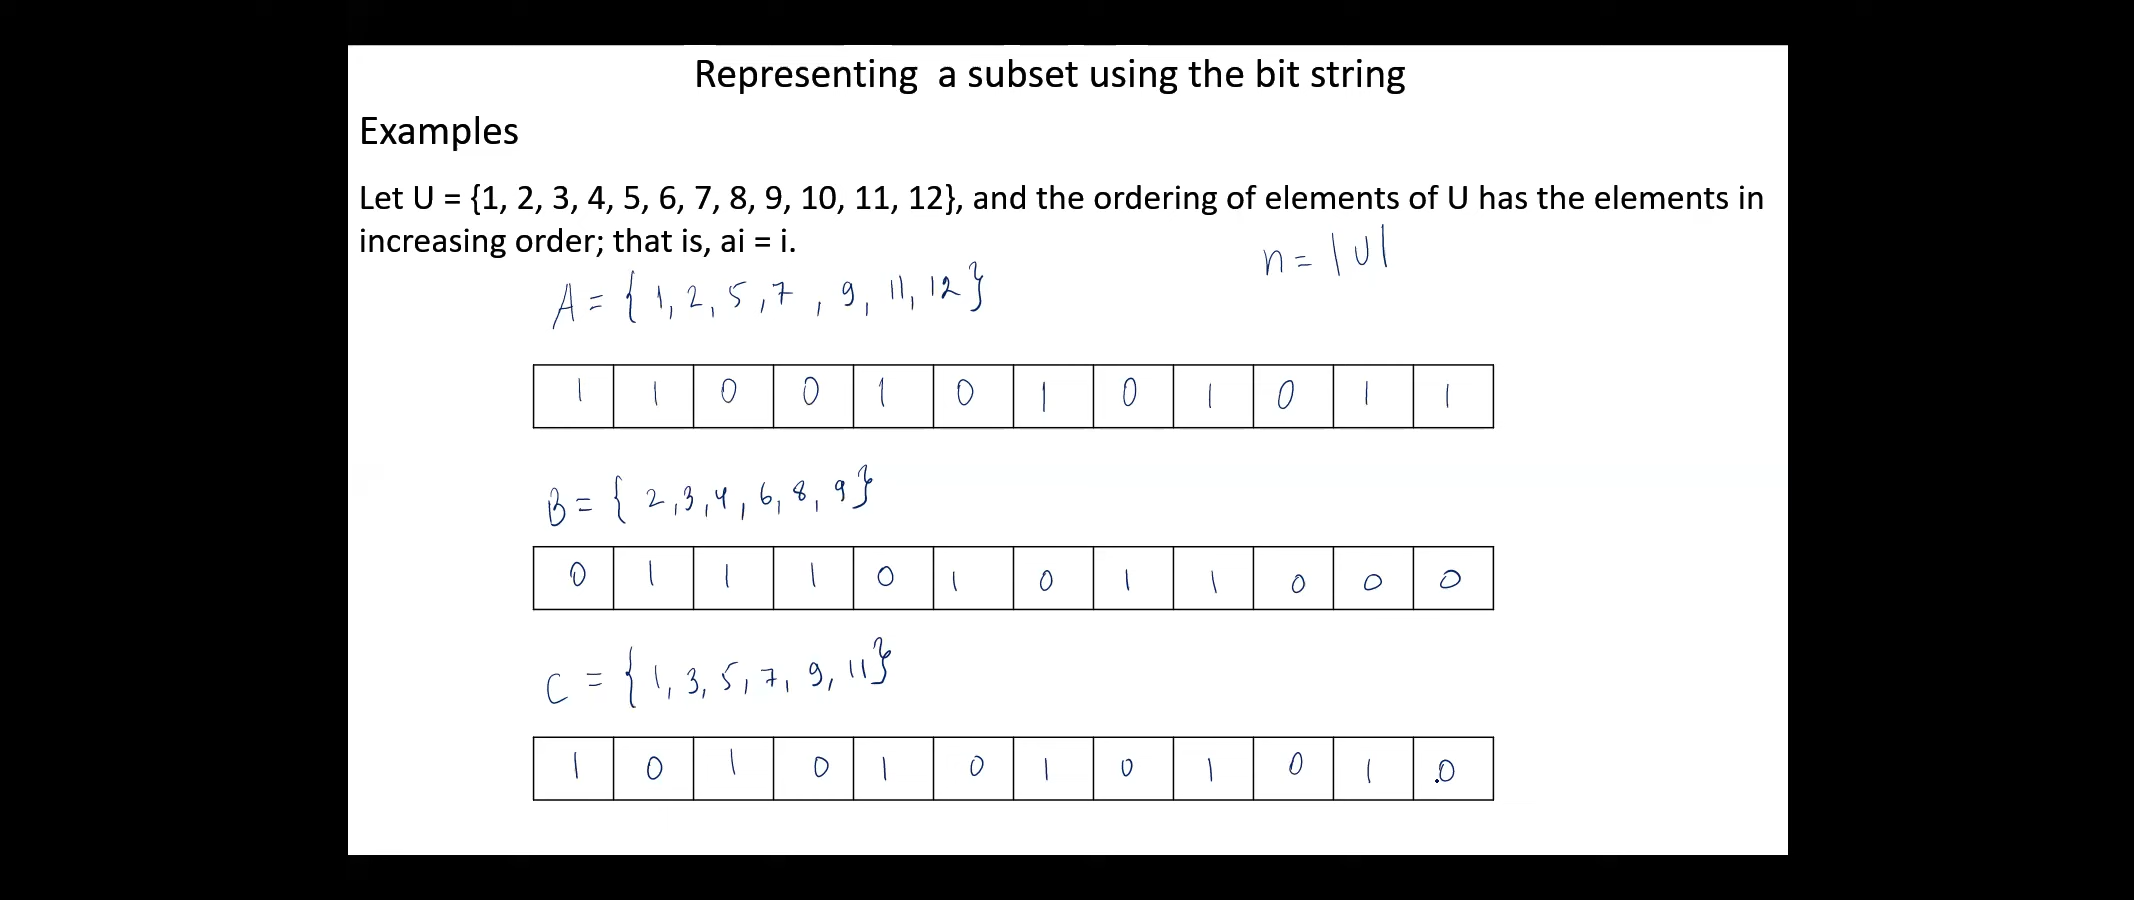 Representing a subset using the bit string
Examples
Let U = {1, 2, 3, 4, 5, 6, 7, 8, 9, 10, 11, 12}, and the ordering of elements of U has the elements in
increasing order; that is, ai = i.
n = |U|
A = { 1, 2, 5, 7 , 9, 11, 12 }
1 1 0 0 1 0 1 0 1 0 1 1
B = { 2, 3, 4, 6, 8, 9 }
0 1 1 1 0 1 0 1 1 0 0 0
C = { 1, 3, 5, 7, 9, 11 }
1 0 1 0 1 0 1 0 1 0 1 0